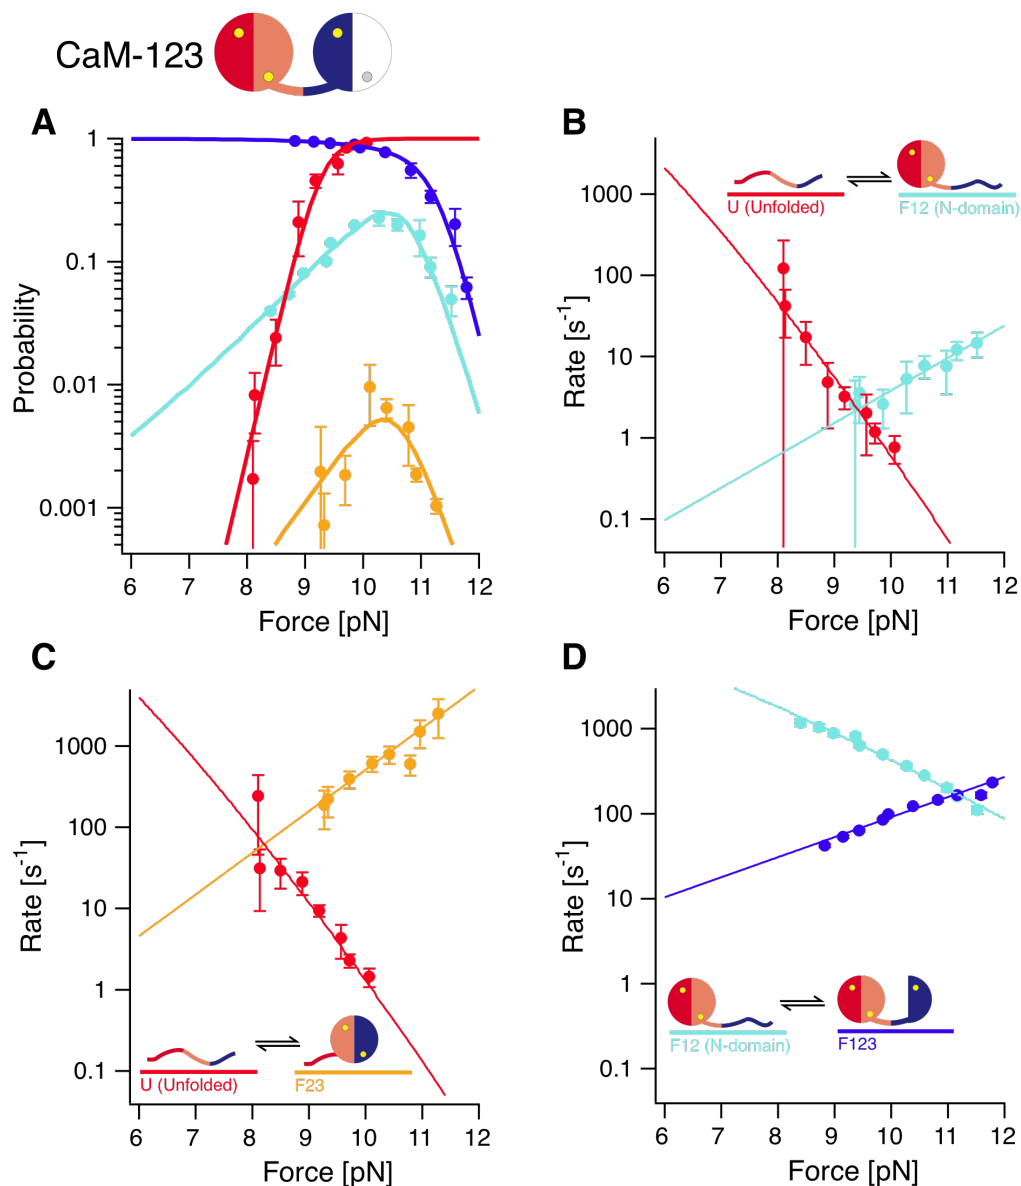 CaM-123
A
Probability
1
0.1
0.01
0.001
6 7 8 9 10 11 12
Force [pN]
B
Rate [s-1]
1000
100
10
1
0.1
U (Unfolded)
F12 (N-domain)
6 7 8 9 10 11 12
Force [pN]
C
Rate [s-1]
1000
100
10
1
0.1
U (Unfolded)
F23
6 7 8 9 10 11 12
Force [pN]
D
Rate [s-1]
1000
100
10
1
0.1
F12 (N-domain)
F123
6 7 8 9 10 11 12
Force [pN]